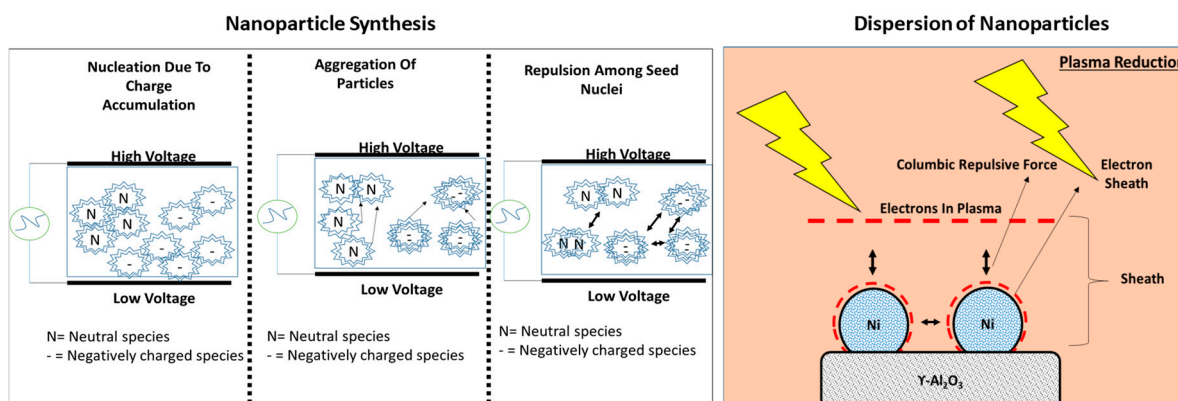 Nanoparticle Synthesis
Nucleation Due To
Charge
Accumulation
High Voltage
N
N
N
N
N
-
-
-
-
-
-
Low Voltage
N= Neutral species
- = Negatively charged species
Aggregation Of
Particles
High Voltage
N
N
N
N
- -
-
-
-
-
Low Voltage
N= Neutral species
- = Negatively charged species
Repulsion Among Seed
Nuclei
High Voltage
N
N
N
N
- -
-
-
-
-
Low Voltage
N= Neutral species
- = Negatively charged species
Dispersion of Nanoparticles
Plasma Reduction
Columbic Repulsive Force
Electron
Sheath
Electrons In Plasma
Sheath
Ni
Ni
ϒ-Al₂O₃